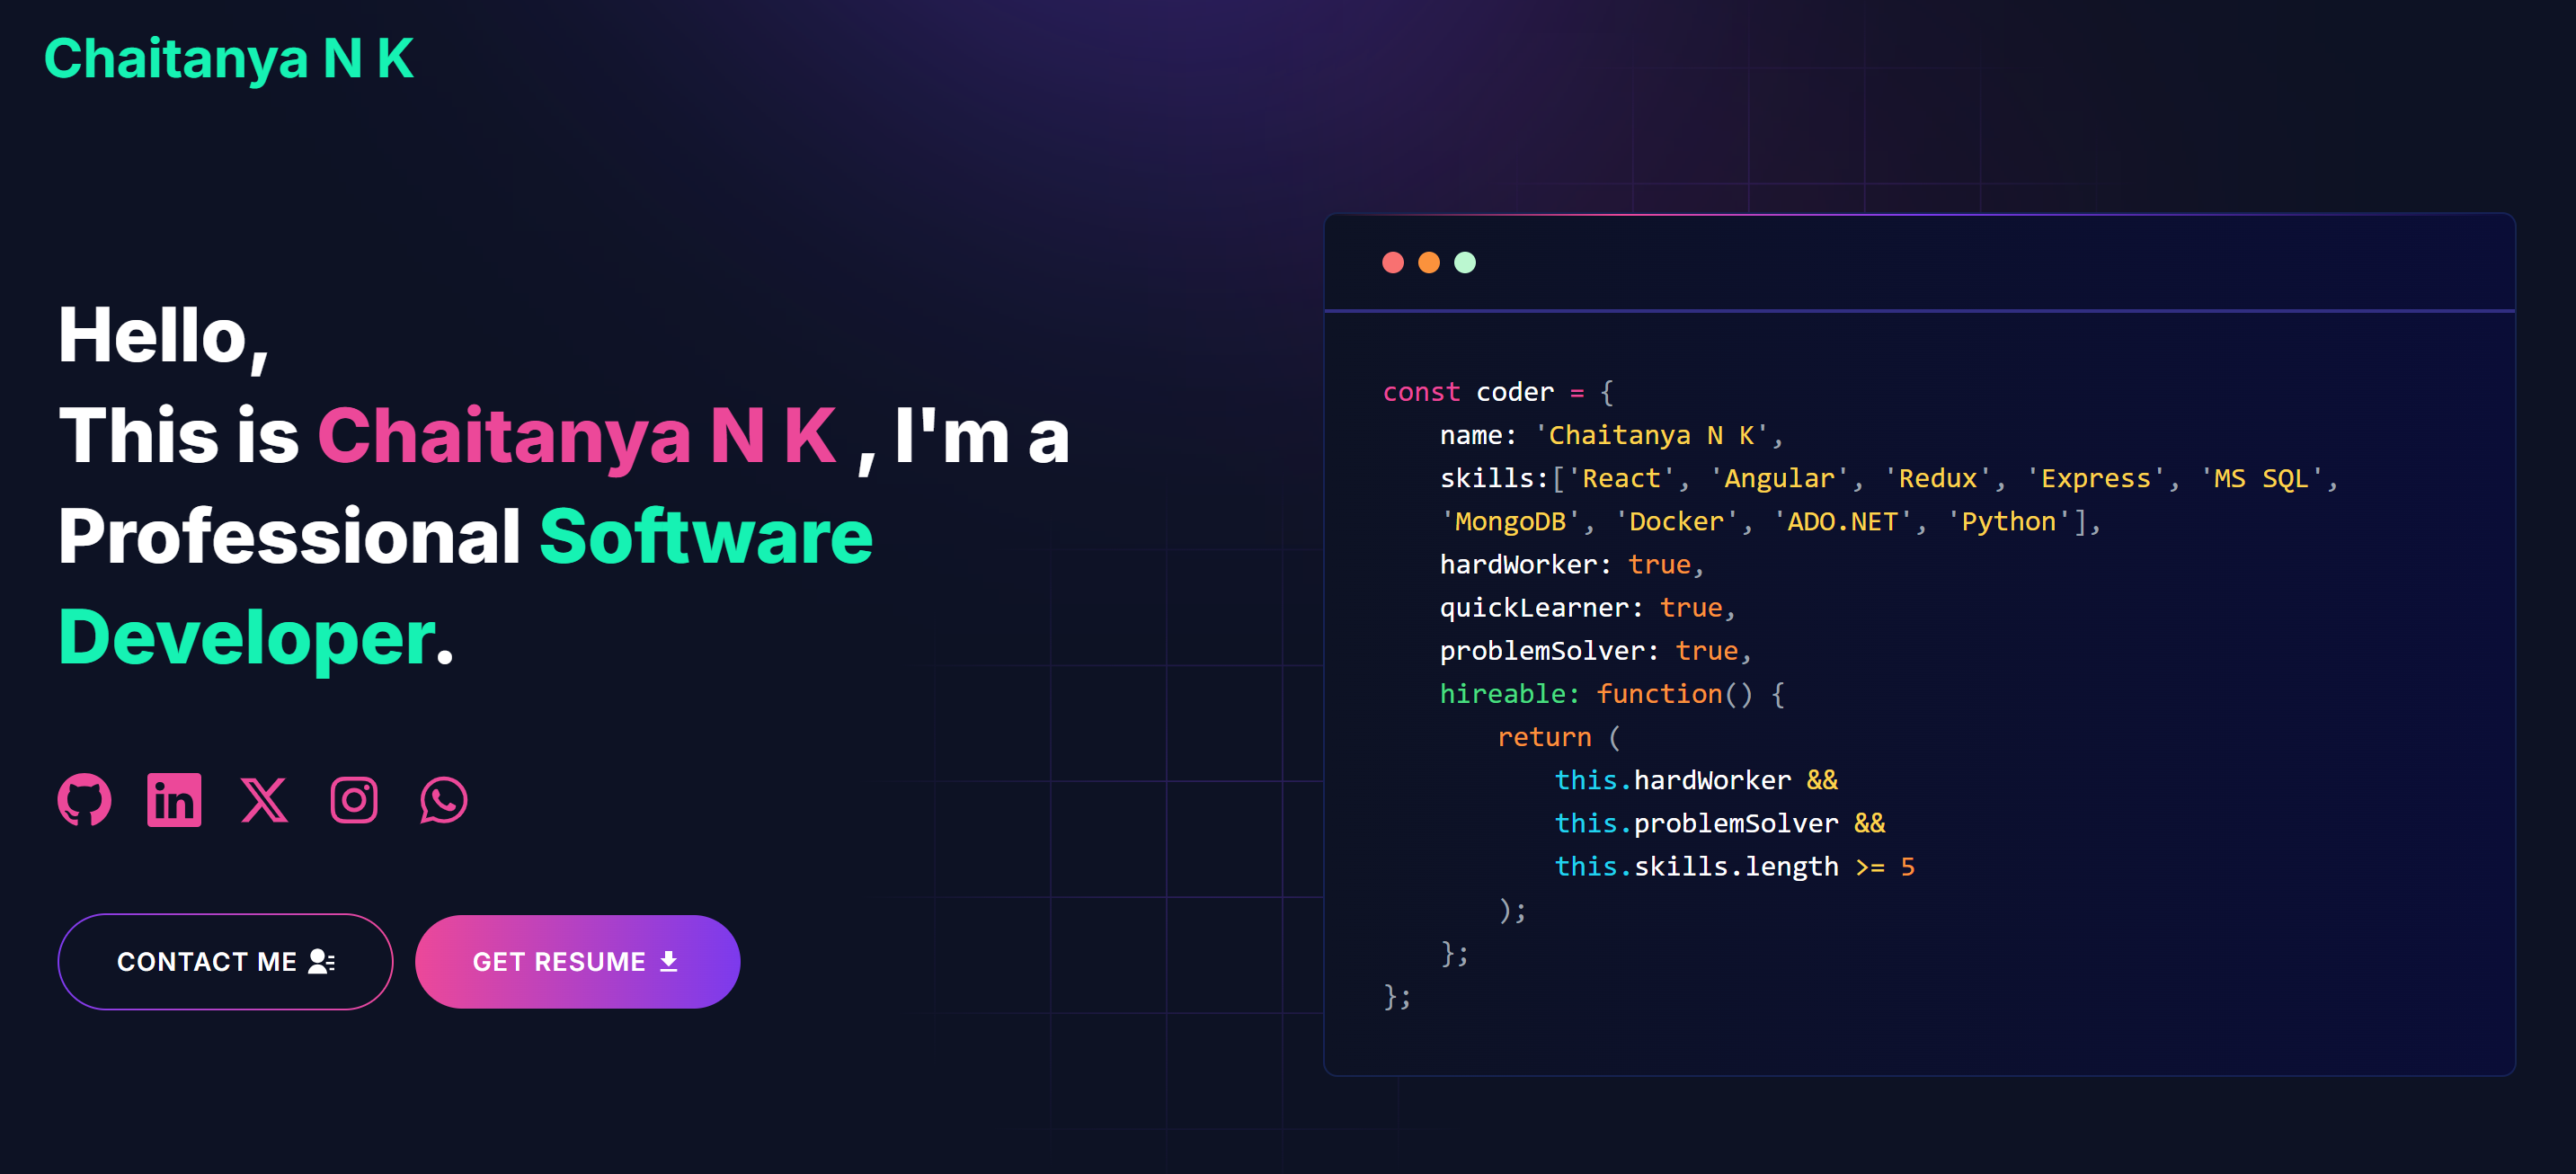 Chaitanya N K
Hello,
This is Chaitanya N K , I'm a
Professional Software
Developer.
CONTACT ME
GET RESUME
const coder = {
name: 'Chaitanya N K',
skills:['React', 'Angular', 'Redux', 'Express', 'MS SQL',
'MongoDB', 'Docker', 'ADO.NET', 'Python'],
hardWorker: true,
quickLearner: true,
problemSolver: true,
hireable: function() {
return (
this.hardWorker &&
this.problemSolver &&
this.skills.length >= 5
);
};
};